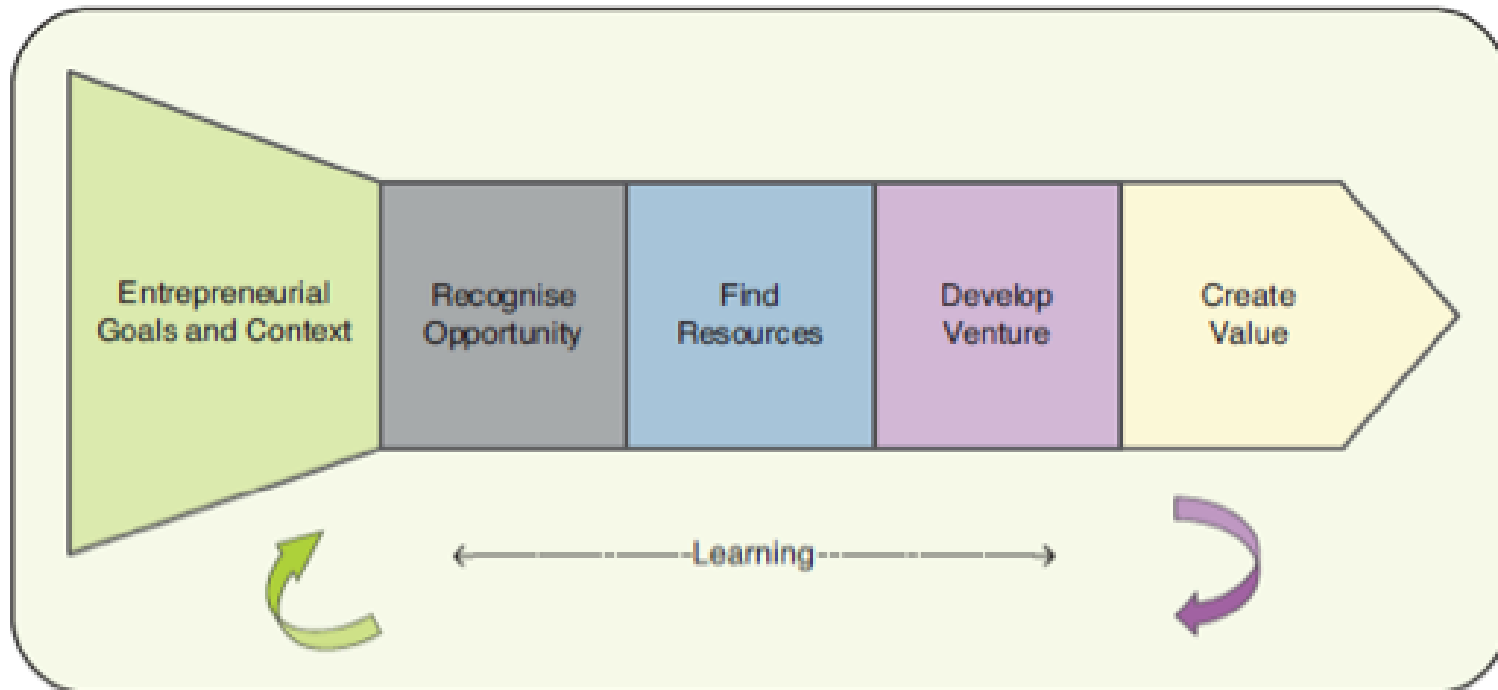 Entrepreneurial
Goals and Context
Recognise
Opportunity
Find
Resources
Develop
Venture
Create
Value
Learning